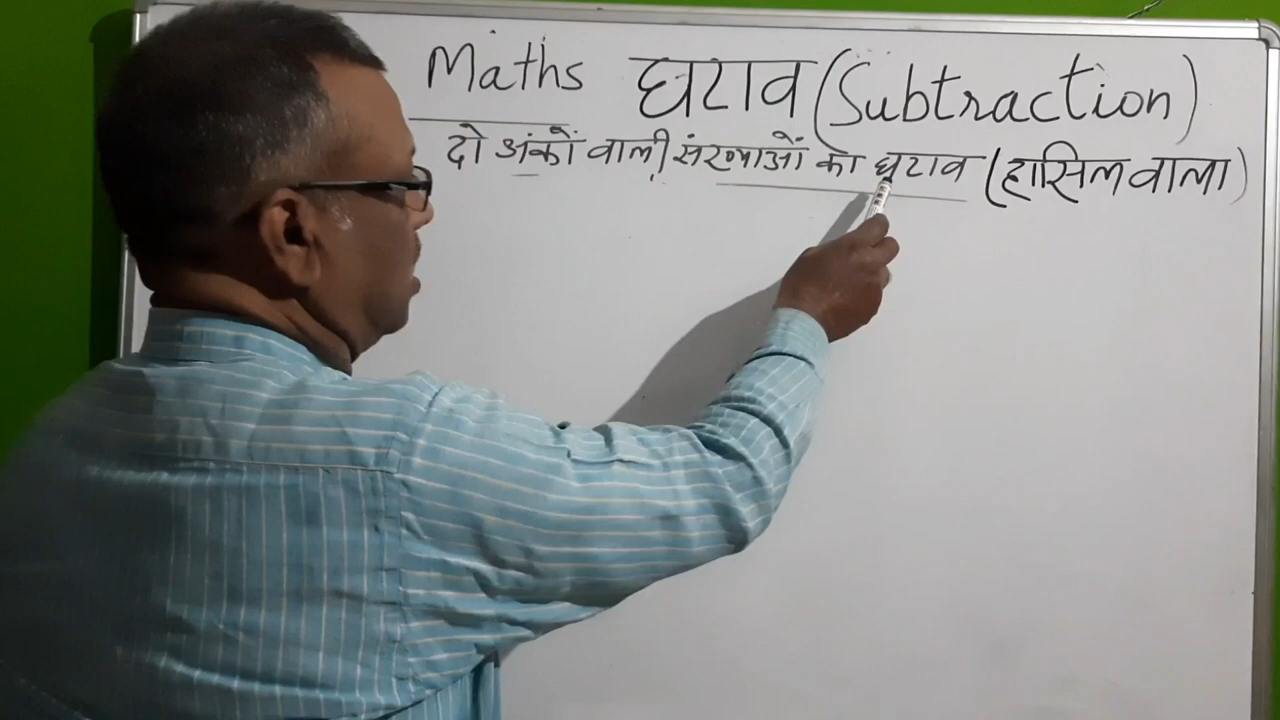 Maths घटाव (Subtraction)
दो अंकों वाली संख्याओं का घटाव (हासिल वाला)